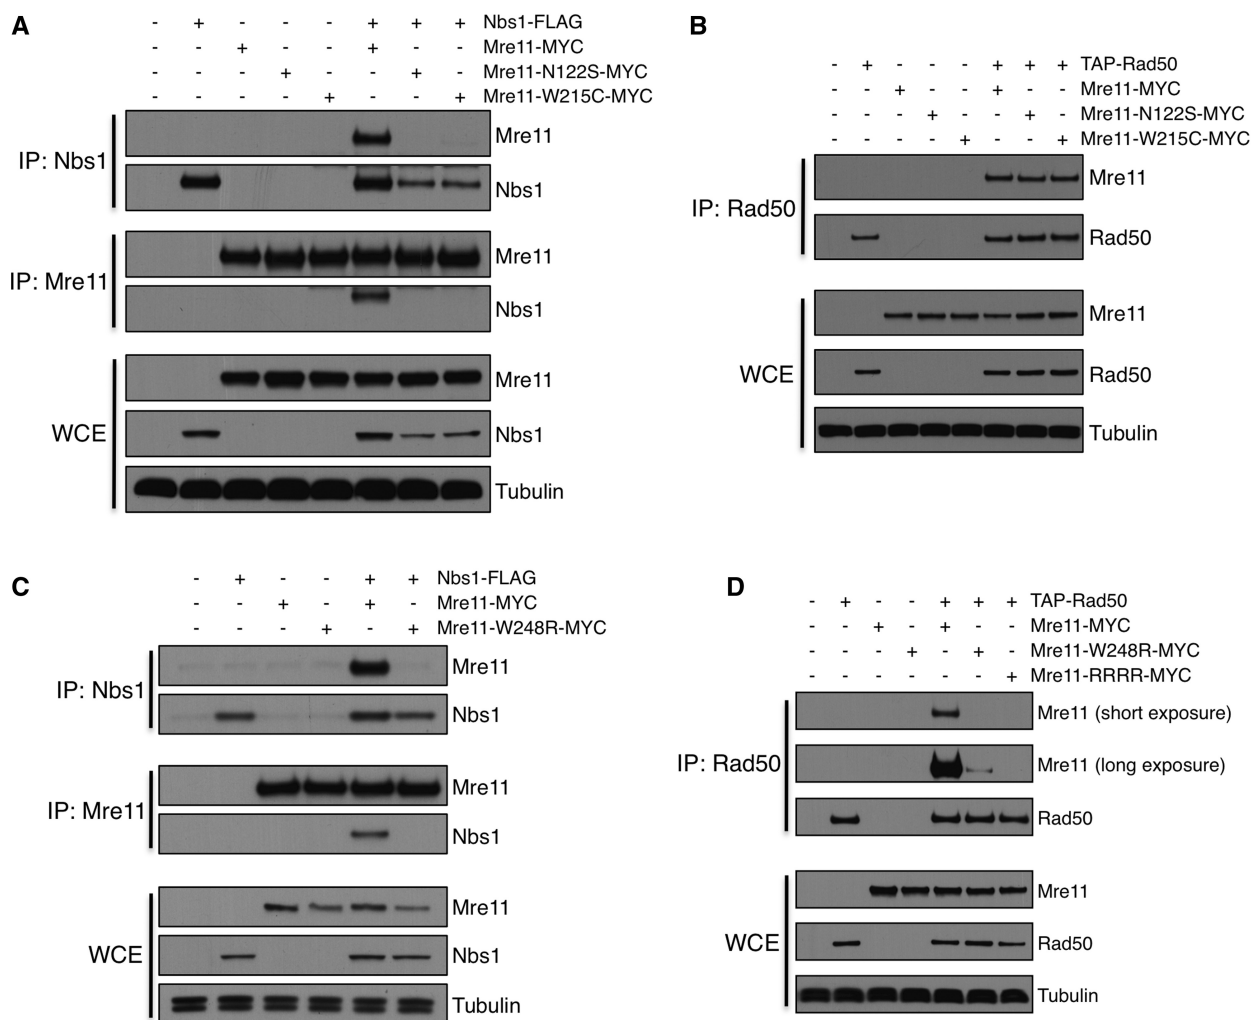 A
- + - - - + + + Nbs1-FLAG
- - + - - + - - Mre11-MYC
- - - + - - + - Mre11-N122S-MYC
- - - - + - - + Mre11-W215C-MYC
IP: Nbs1
Mre11
Nbs1
IP: Mre11
Mre11
Nbs1
WCE
Mre11
Nbs1
Tubulin
B
- + - - - + + + TAP-Rad50
- - + - - + - - Mre11-MYC
- - - + - - + - Mre11-N122S-MYC
- - - - + - - + Mre11-W215C-MYC
IP: Rad50
Mre11
Rad50
WCE
Mre11
Rad50
Tubulin
C
- + - - + + Nbs1-FLAG
- - + - + - Mre11-MYC
- - - + - + Mre11-W248R-MYC
IP: Nbs1
Mre11
Nbs1
IP: Mre11
Mre11
Nbs1
WCE
Mre11
Nbs1
Tubulin
D
- + - - + + + TAP-Rad50
- - + - + - - Mre11-MYC
- - - + - + - Mre11-W248R-MYC
- - - - - - + Mre11-RRRR-MYC
IP: Rad50
Mre11 (short exposure)
Mre11 (long exposure)
Rad50
WCE
Mre11
Rad50
Tubulin